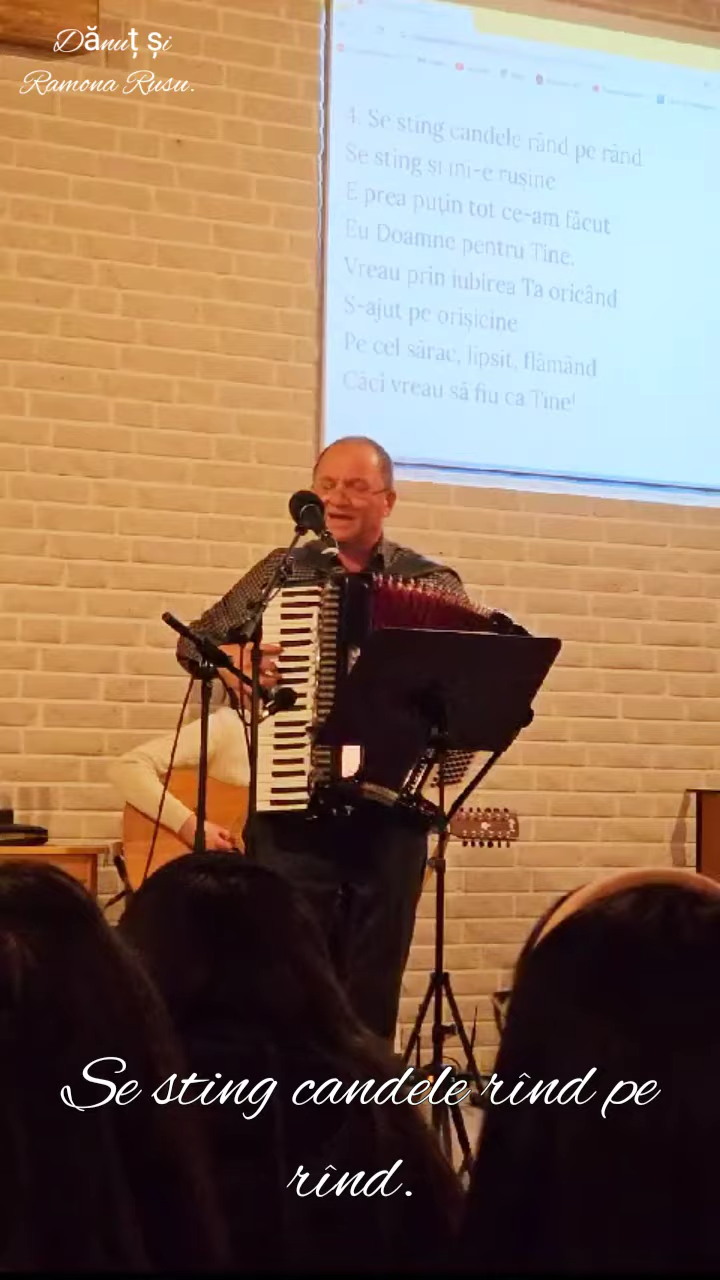 Dănuț și
Ramona Rusu.
4. Se sting candele rând pe rând
Se sting și mi-e rușine
E prea puțin tot ce-am făcut
Eu Doamne pentru Tine.
Vreau prin iubirea Ta oricând
S-ajut pe orișicine
Pe cel sărac, lipsit, flămând
Căci vreau să fiu ca Tine!
Se sting candele rînd pe
rînd.